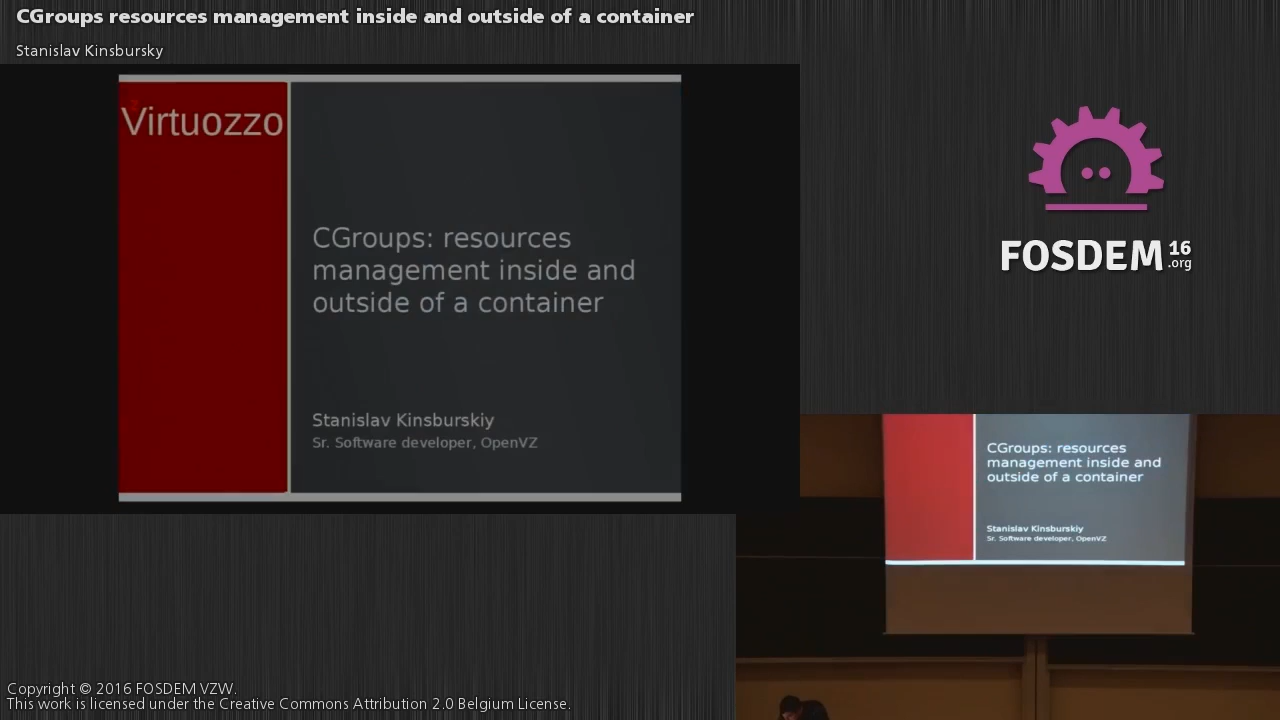 CGroups resources management inside and outside of a container
Stanislav Kinsbursky
Virtuozzo
CGroups: resources
management inside and
outside of a container
Stanislav Kinsburskiy
Sr. Software developer, OpenVZ
FOSDEM 16
.org
CGroups: resources
management inside and
outside of a container
Stanislav Kinsburskiy
Sr. Software developer, OpenVZ
Copyright © 2016 FOSDEM VZW.
This work is licensed under the Creative Commons Attribution 2.0 Belgium License.